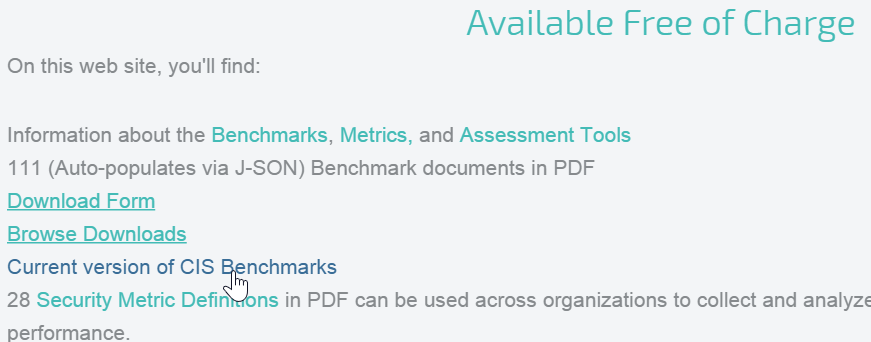 Available Free of Charge
On this web site, you'll find:
Information about the Benchmarks, Metrics, and Assessment Tools
111 (Auto-populates via J-SON) Benchmark documents in PDF
Download Form
Browse Downloads
Current version of CIS Benchmarks
28 Security Metric Definitions in PDF can be used across organizations to collect and analyze
performance.